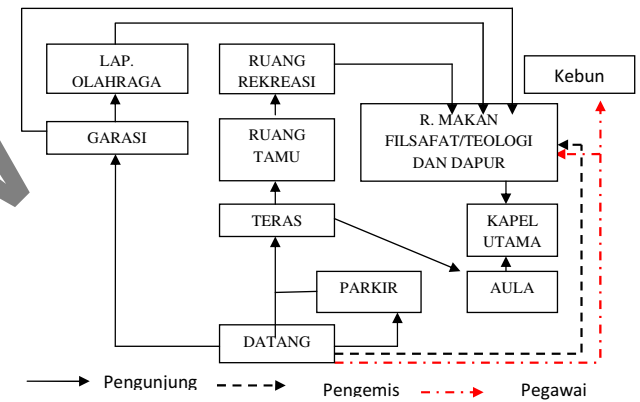 LAP.
OLAHRAGA
RUANG
REKREASI
Kebun
GARASI
RUANG
TAMU
R. MAKAN
FILSAFAT/TEOLOGI
DAN DAPUR
TERAS
KAPEL
UTAMA
PARKIR
AULA
DATANG
Pengunjung
Pengemis
Pegawai